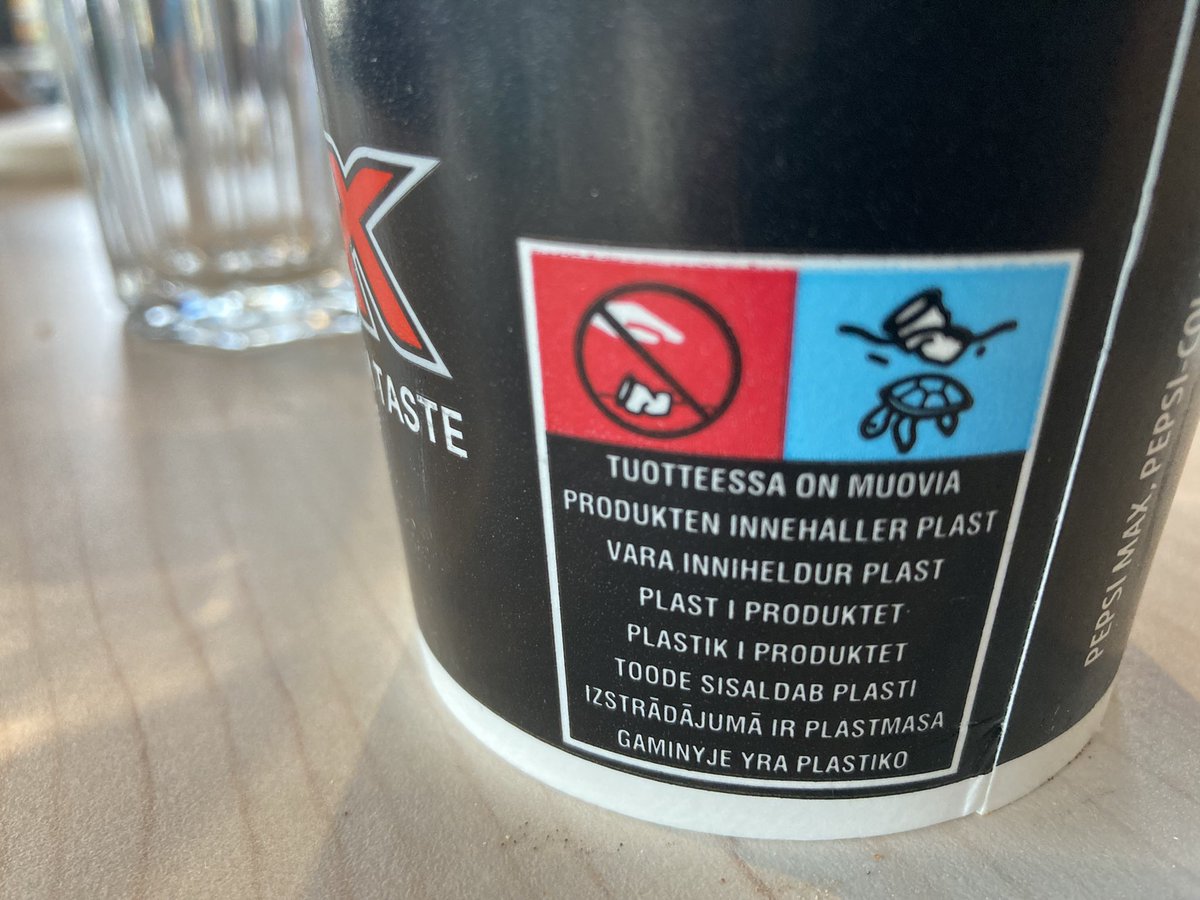 X
TASTE
TUOTTEESSA ON MUOVIA
PRODUKTEN INNEHALLER PLAST
VARA INNIHELDUR PLAST
PLAST I PRODUKTET
PLASTIK I PRODUKTET
TOODE SISALDAB PLASTI
IZSTRĀDĀJUMĀ IR PLASTMASA
GAMINYJE YRA PLASTIKO
PEPSI MAX, PEPSI-CO